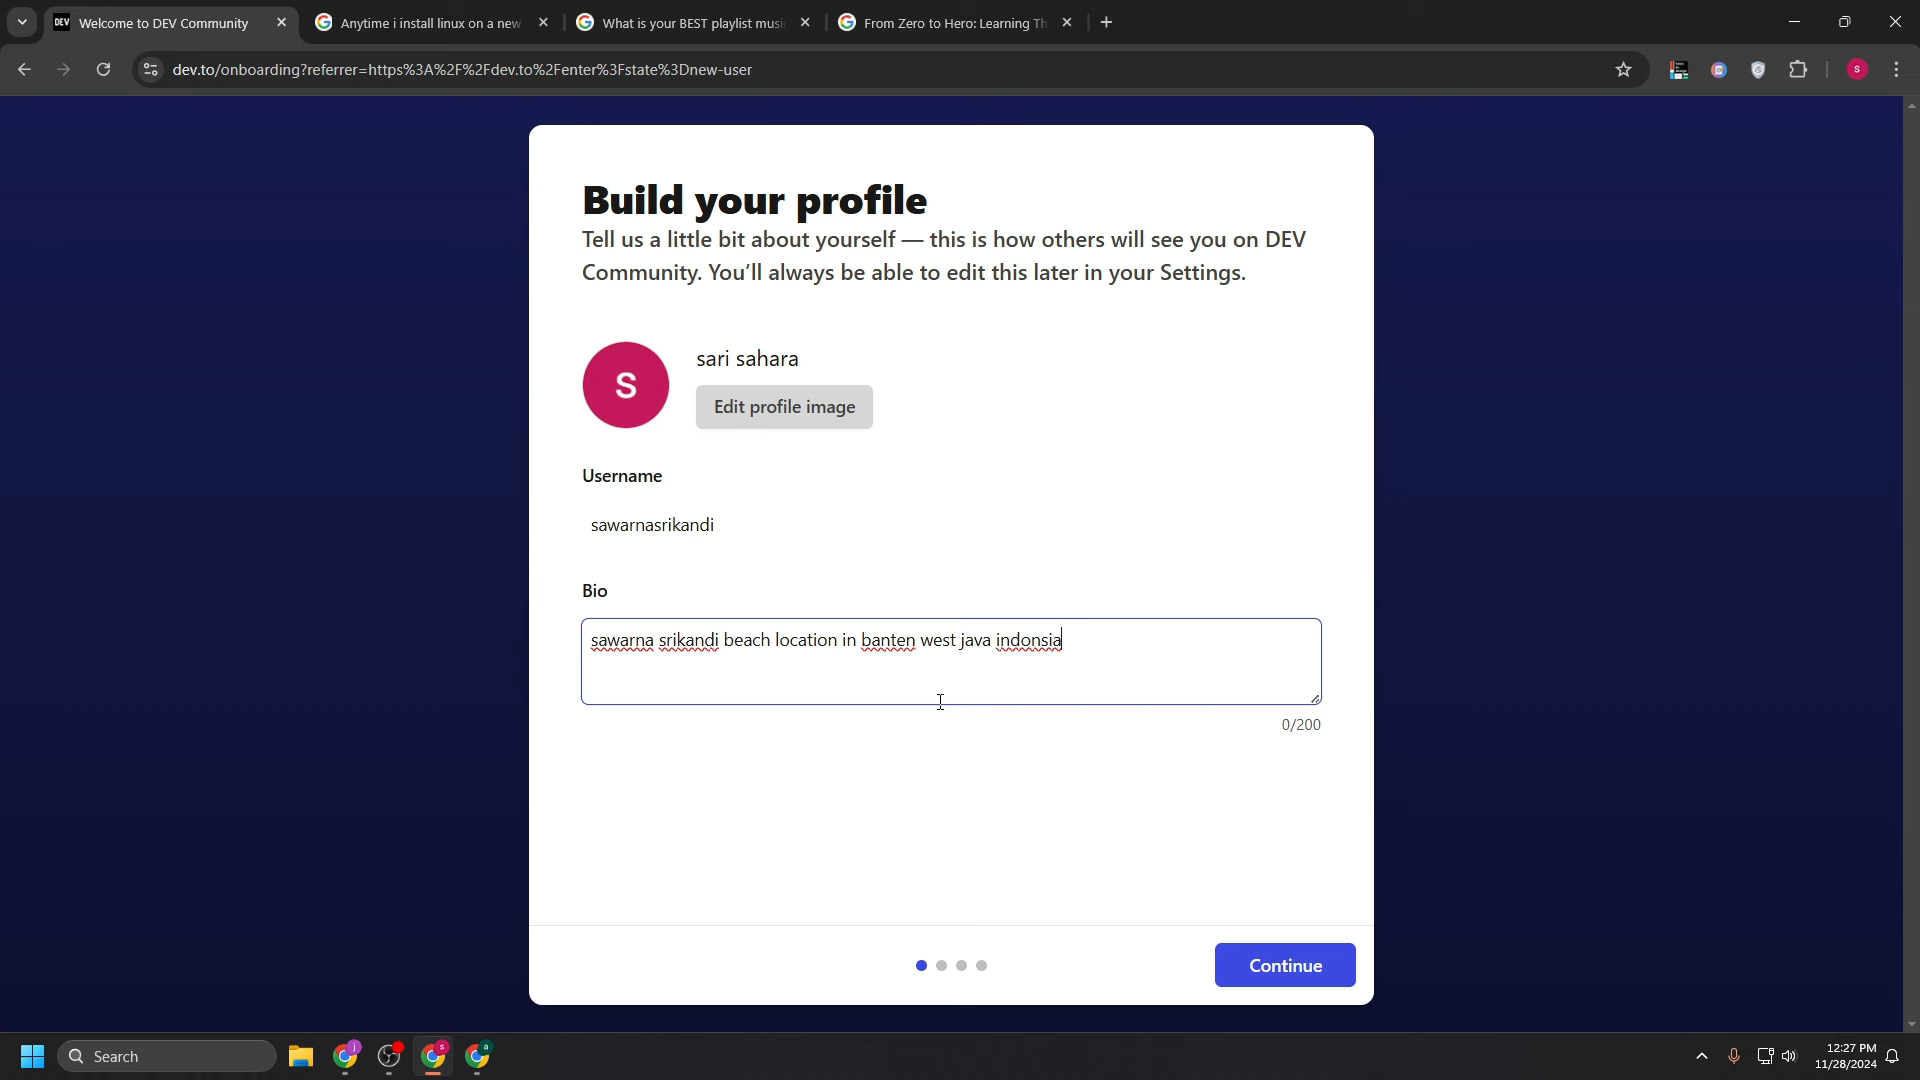 DEV Welcome to DEV Community
Anytime i install linux on a new
What is your BEST playlist musi
From Zero to Hero: Learning Th
dev.to/onboarding?referrer=https%3A%2F%2Fdev.to%2Fenter%3Fstate%3Dnew-user
S
Build your profile
Tell us a little bit about yourself — this is how others will see you on DEV
Community. You'll always be able to edit this later in your Settings.
S
sari sahara
Edit profile image
Username
sawarnasrikandi
Bio
sawarna srikandi beach location in banten west java indonsia
0/200
Continue
Search
j
s
a
12:27 PM
11/28/2024